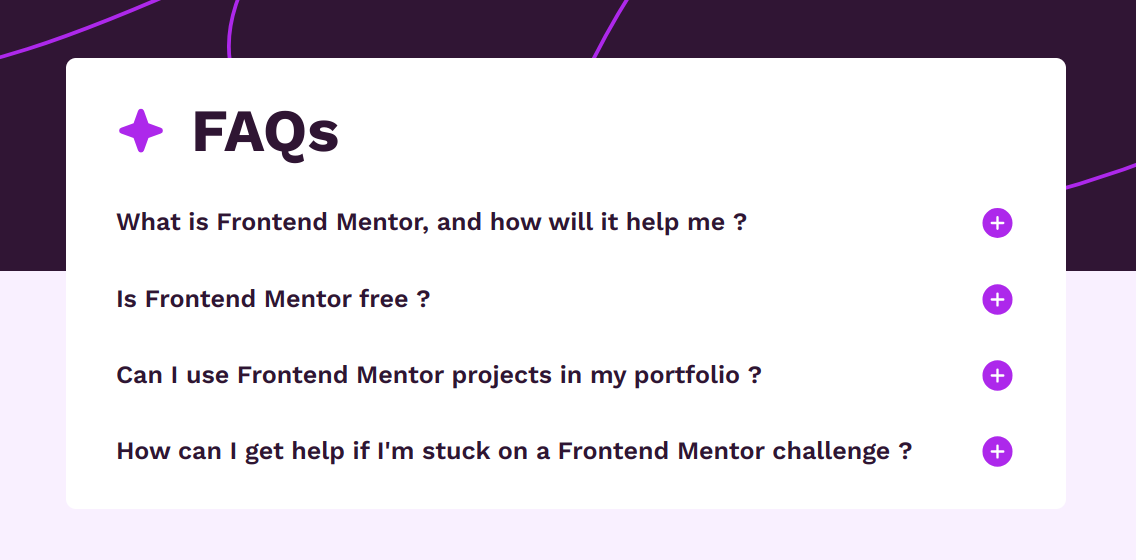 FAQs
What is Frontend Mentor, and how will it help me ?
Is Frontend Mentor free ?
Can I use Frontend Mentor projects in my portfolio ?
How can I get help if I'm stuck on a Frontend Mentor challenge ?